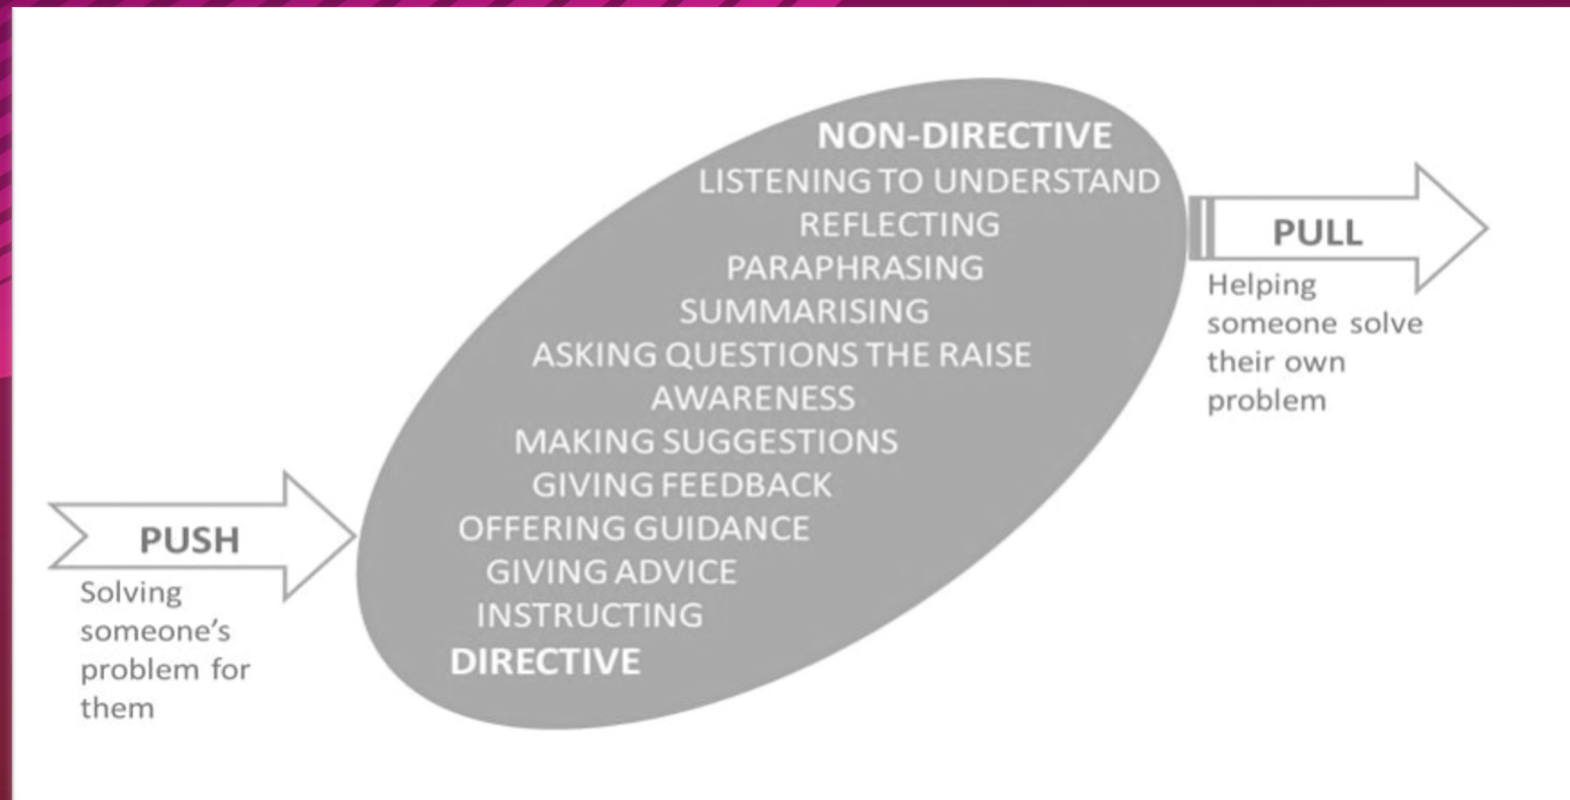 NON-DIRECTIVE
LISTENING TO UNDERSTAND
REFLECTING
PARAPHRASING
SUMMARISING
ASKING QUESTIONS THE RAISE
AWARENESS
MAKING SUGGESTIONS
GIVING FEEDBACK
OFFERING GUIDANCE
GIVING ADVICE
INSTRUCTING
DIRECTIVE
PULL
Helping
someone solve
their own
problem
PUSH
Solving
someone's
problem for
them